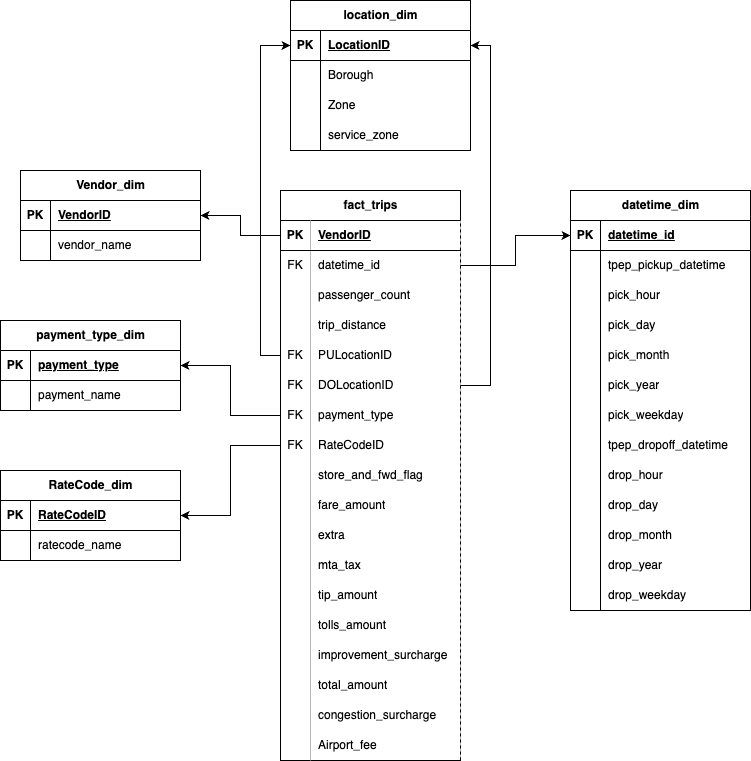 location_dim
PK LocationID
Borough
Zone
service_zone
Vendor_dim
PK VendorID
vendor_name
payment_type_dim
PK payment_type
payment_name
RateCode_dim
PK RateCodeID
ratecode_name
fact_trips
PK VendorID
FK datetime_id
passenger_count
trip_distance
FK PULocationID
FK DOLocationID
FK payment_type
FK RateCodeID
store_and_fwd_flag
fare_amount
extra
mta_tax
tip_amount
tolls_amount
improvement_surcharge
total_amount
congestion_surcharge
Airport_fee
datetime_dim
PK datetime_id
tpep_pickup_datetime
pick_hour
pick_day
pick_month
pick_year
pick_weekday
tpep_dropoff_datetime
drop_hour
drop_day
drop_month
drop_year
drop_weekday